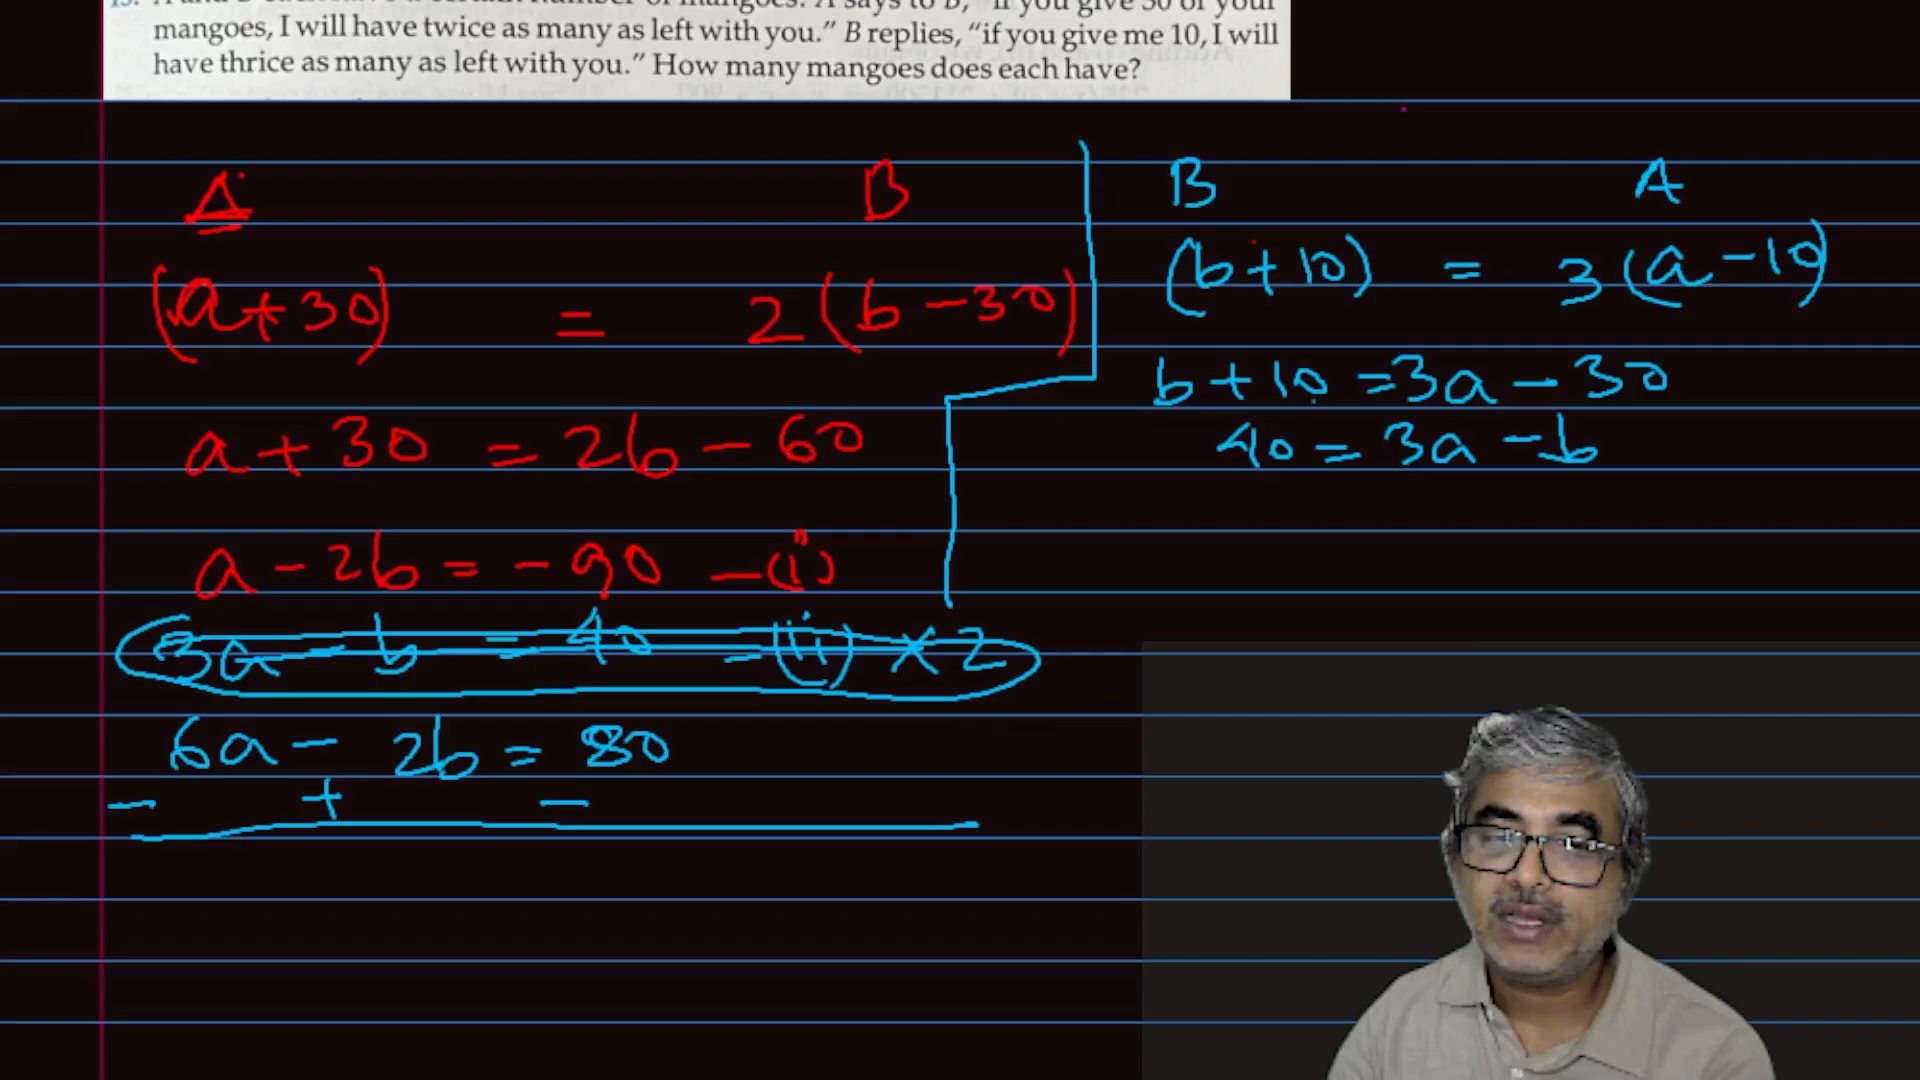 mangoes, I will have twice as many as left with you.” B replies, “if you give me 10, I will
have thrice as many as left with you.” How many mangoes does each have?
A B
(a+30) = 2(b-30)
a+30 = 2b-60
a-2b = -90 -(i)
3a-b = 40 -(ii) ×2
6a-2b = 80
- + -
B A
(b+10) = 3(a-10)
b+10 = 3a-30
40 = 3a-b